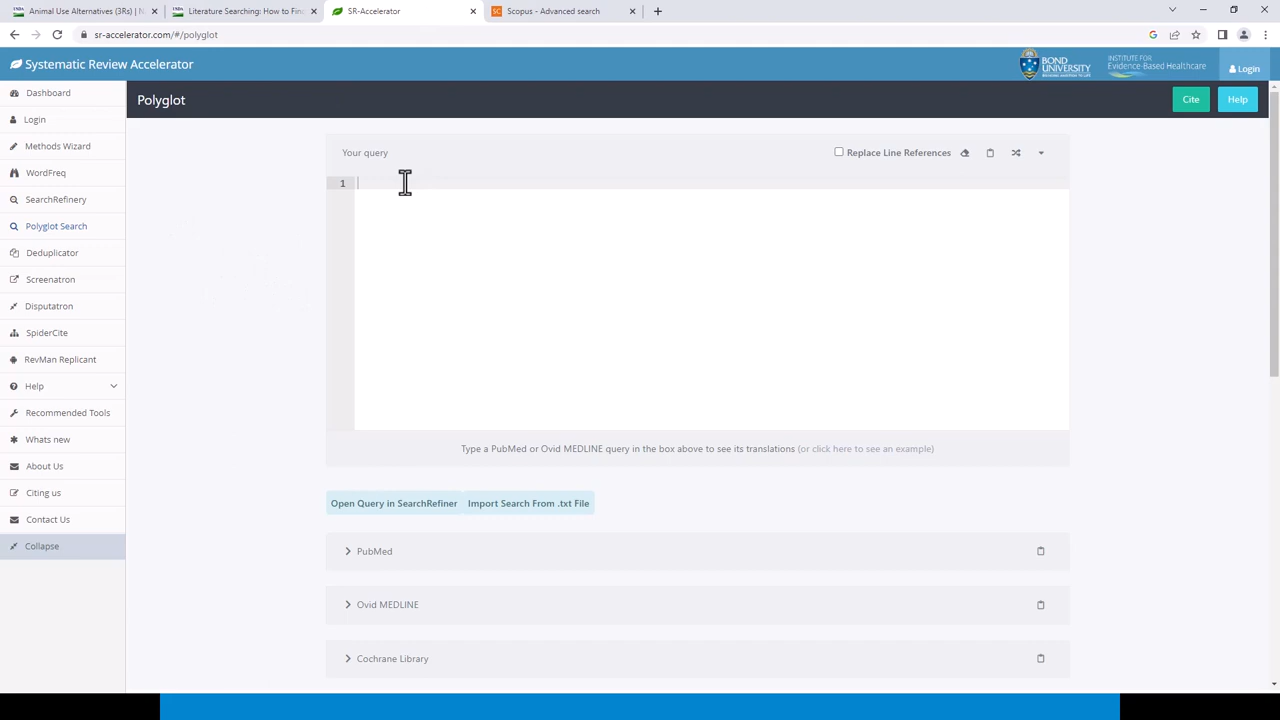 Animal Use Alternatives (3Rs) | N
Literature Searching: How to Fin
SR-Accelerator
Scopus - Advanced search
sr-accelerator.com/#/polyglot
Systematic Review Accelerator
BOND UNIVERSITY
INSTITUTE FOR
Evidence-Based Healthcare
Login
Dashboard
Login
Methods Wizard
WordFreq
SearchRefinery
Polyglot Search
Deduplicator
Screenatron
Disputatron
SpiderCite
RevMan Replicant
Help
Recommended Tools
Whats new
About Us
Citing us
Contact Us
Collapse
Polyglot
Cite
Help
Your query
Replace Line References
1
Type a PubMed or Ovid MEDLINE query in the box above to see its translations (or click here to see an example)
Open Query in SearchRefiner
Import Search From .txt File
PubMed
Ovid MEDLINE
Cochrane Library